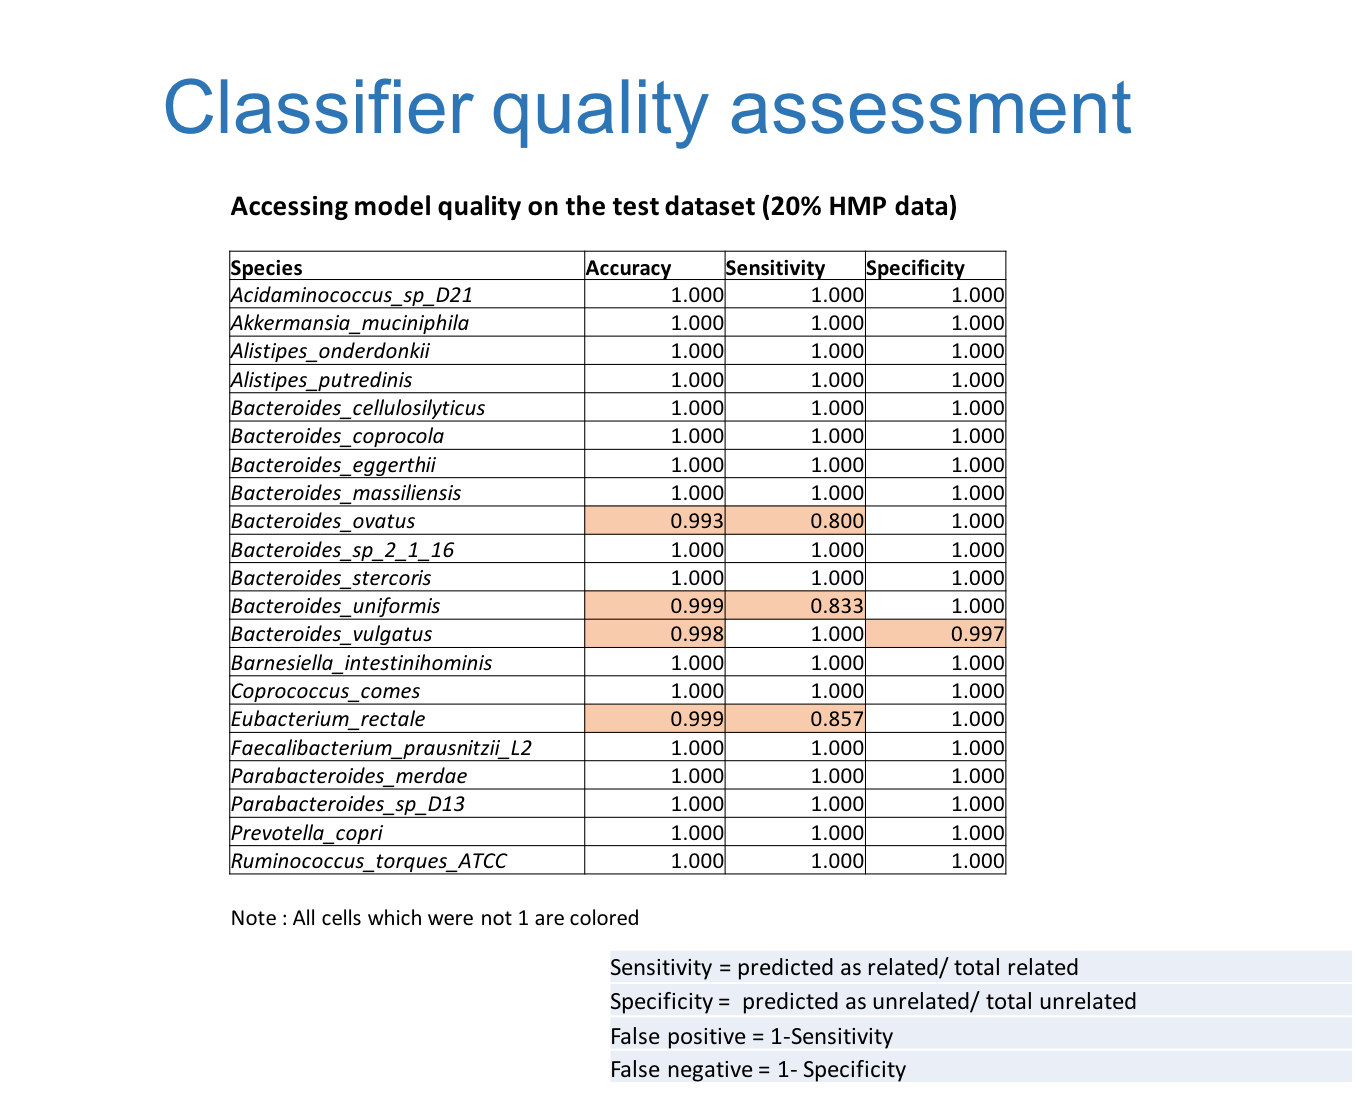 Classifier quality assessment
Accessing model quality on the test dataset (20% HMP data)
Species Accuracy Sensitivity Specificity
Acidaminococcus_sp_D21 1.000 1.000 1.000
Akkermansia_muciniphila 1.000 1.000 1.000
Alistipes_onderdonkii 1.000 1.000 1.000
Alistipes_putredinis 1.000 1.000 1.000
Bacteroides_cellulosilyticus 1.000 1.000 1.000
Bacteroides_coprocola 1.000 1.000 1.000
Bacteroides_eggerthii 1.000 1.000 1.000
Bacteroides_massiliensis 1.000 1.000 1.000
Bacteroides_ovatus 0.993 0.800 1.000
Bacteroides_sp_2_1_16 1.000 1.000 1.000
Bacteroides_stercoris 1.000 1.000 1.000
Bacteroides_uniformis 0.999 0.833 1.000
Bacteroides_vulgatus 0.998 1.000 0.997
Barnesiella_intestinihominis 1.000 1.000 1.000
Coprococcus_comes 1.000 1.000 1.000
Eubacterium_rectale 0.999 0.857 1.000
Faecalibacterium_prausnitzii_L2 1.000 1.000 1.000
Parabacteroides_merdae 1.000 1.000 1.000
Parabacteroides_sp_D13 1.000 1.000 1.000
Prevotella_copri 1.000 1.000 1.000
Ruminococcus_torques_ATCC 1.000 1.000 1.000
Note : All cells which were not 1 are colored
Sensitivity = predicted as related/ total related
Specificity = predicted as unrelated/ total unrelated
False positive = 1-Sensitivity
False negative = 1- Specificity